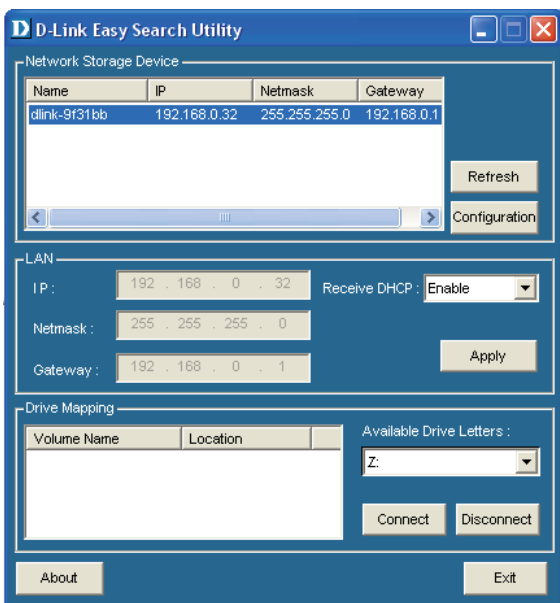 D D-Link Easy Search Utility
Network Storage Device
Name IP Netmask Gateway
dlink-9f31bb 192.168.0.32 255.255.255.0 192.168.0.1
Refresh
Configuration
LAN
IP : 192 . 168 . 0 . 32 Receive DHCP : Enable
Netmask : 255 . 255 . 255 . 0
Gateway : 192 . 168 . 0 . 1
Apply
Drive Mapping
Volume Name Location
Available Drive Letters :
Z:
Connect Disconnect
About Exit